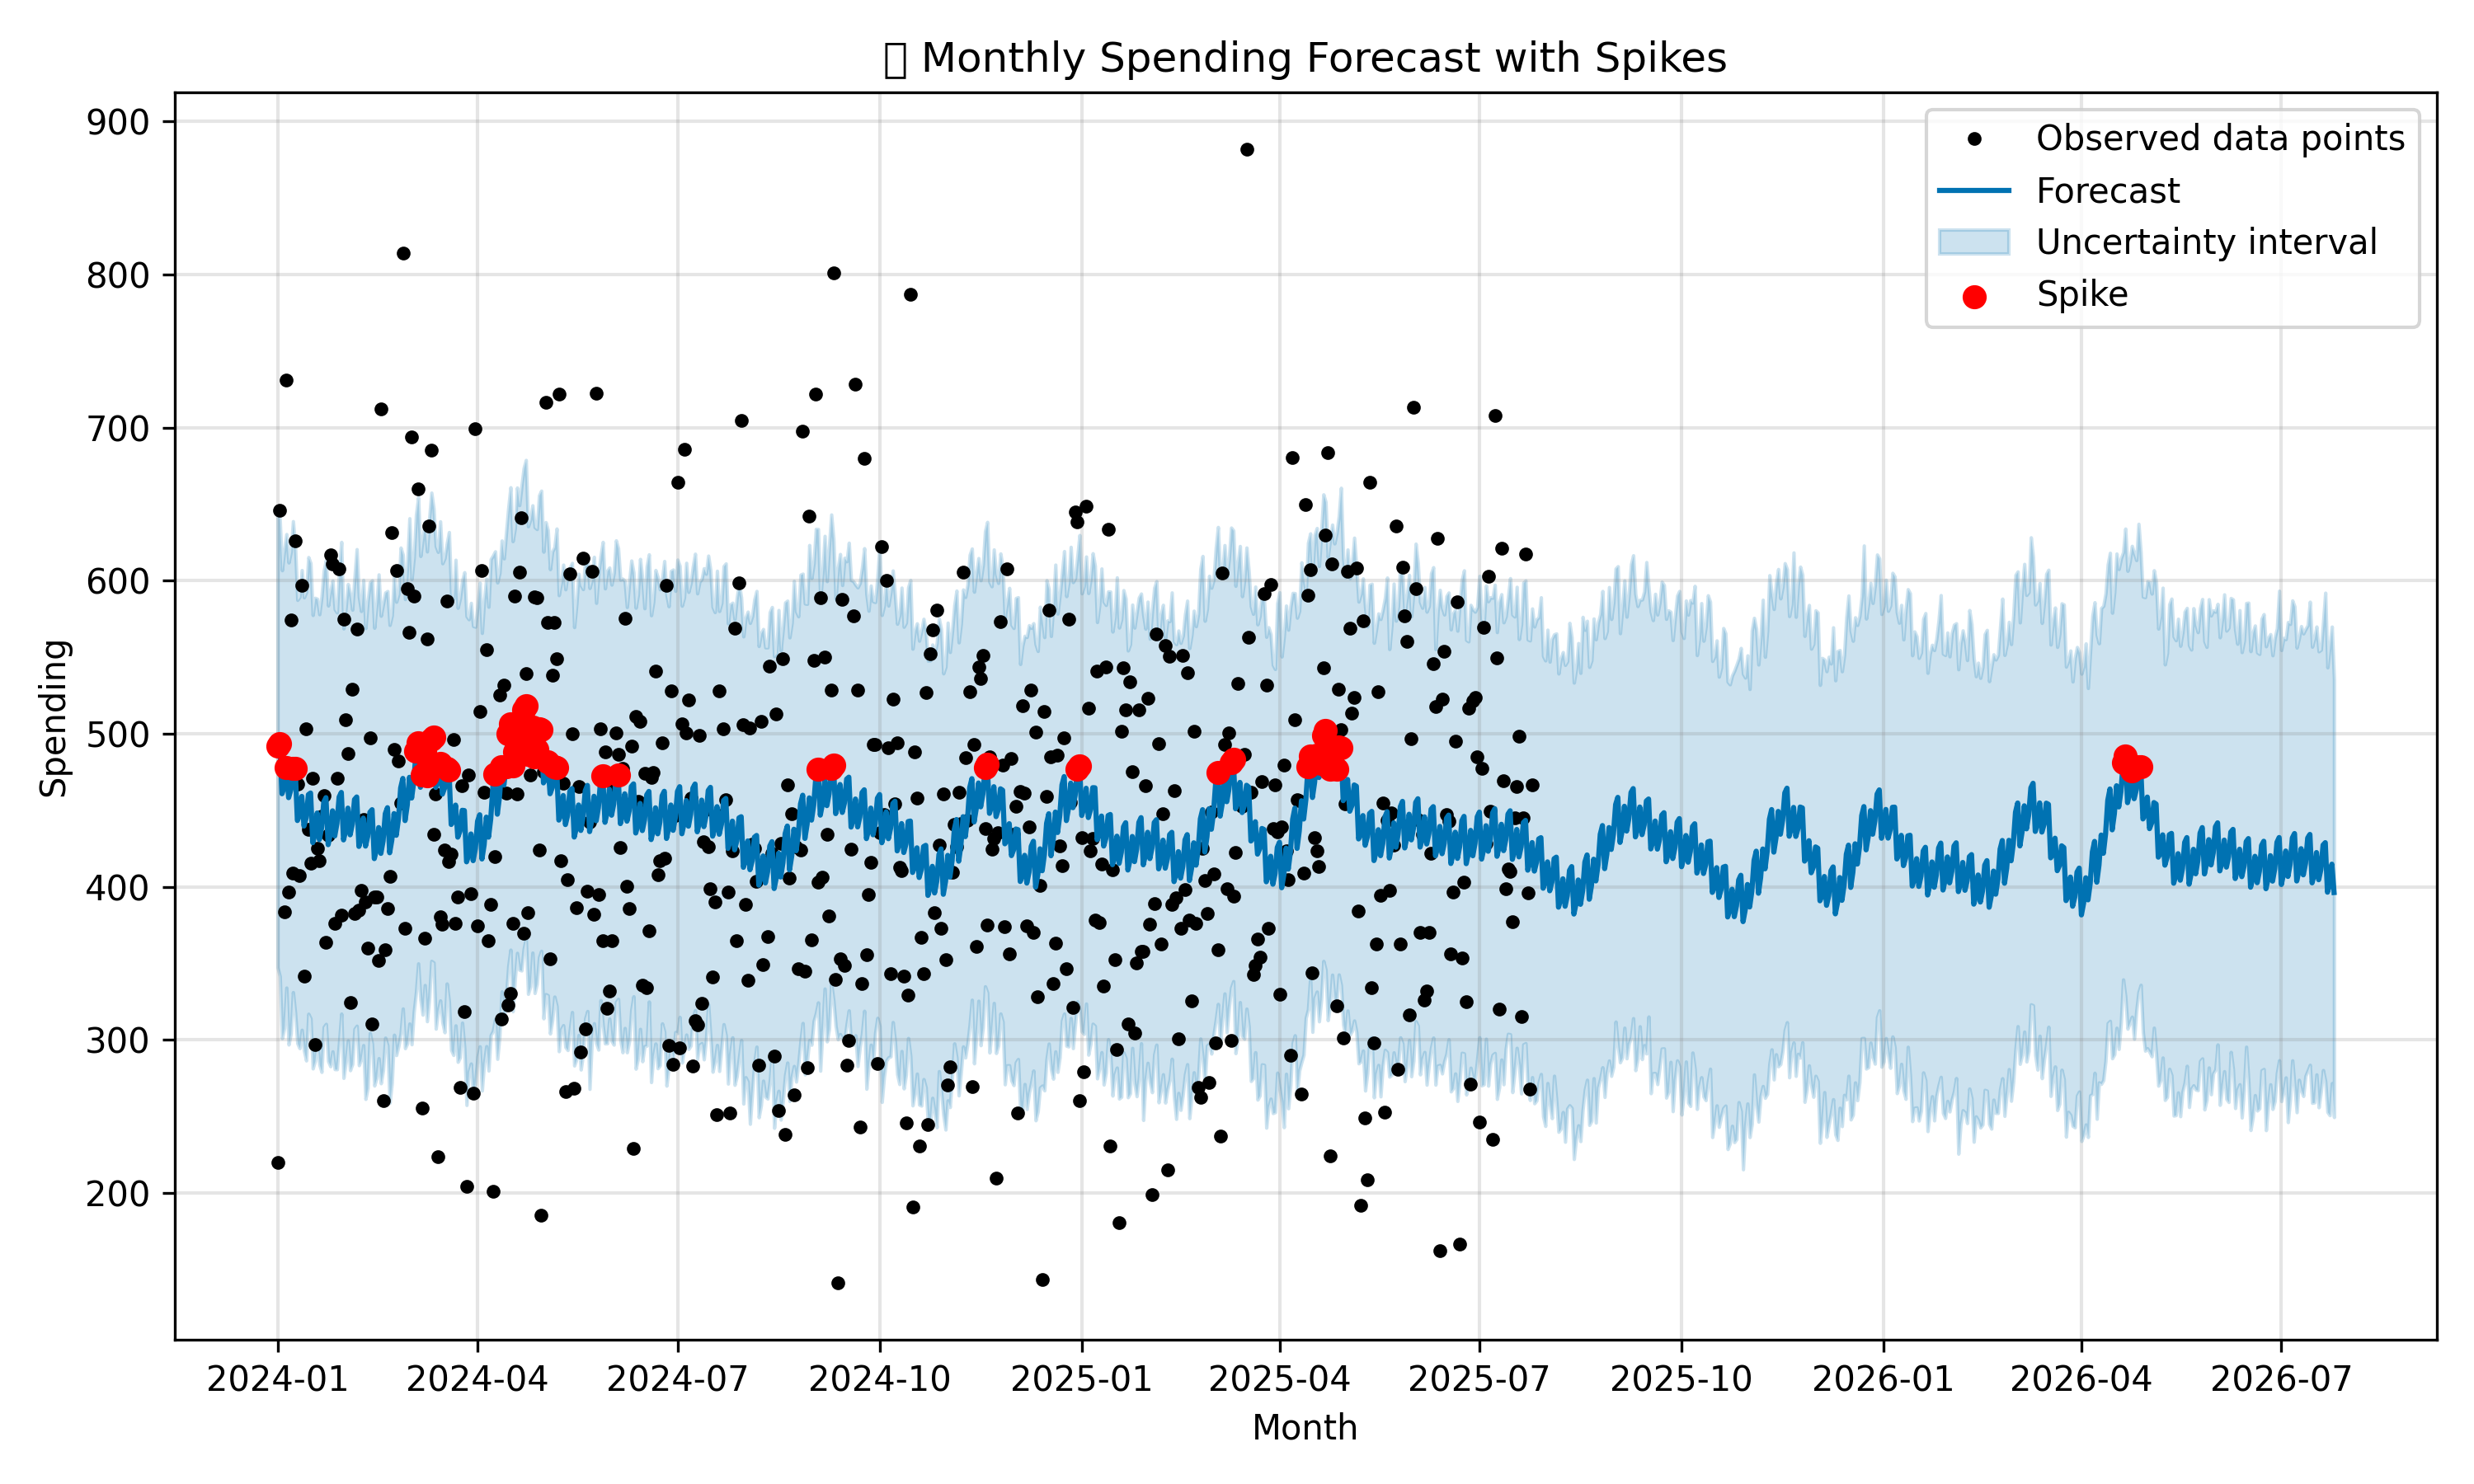 Monthly Spending Forecast with Spikes
Observed data points
Forecast
Uncertainty interval
Spike
Spending
900
800
700
600
500
400
300
200
2024-01 2024-04 2024-07 2024-10 2025-01 2025-04 2025-07 2025-10 2026-01 2026-04 2026-07
Month